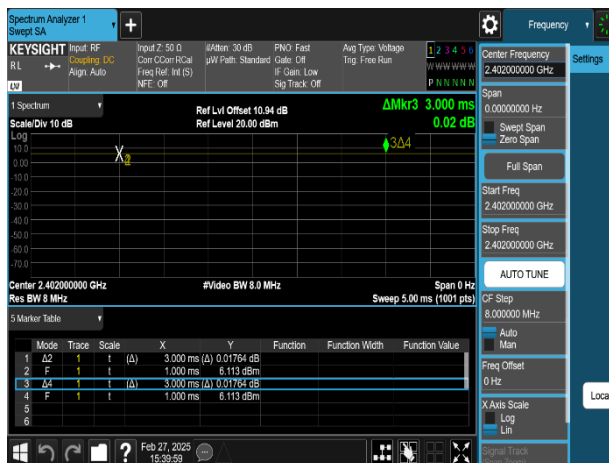 Spectrum Analyzer 1
Swept SA
+
Frequency
KEYSIGHT
RL
LXI
Input: RF
Coupling: DC
Align: Auto
Input Z: 50 Ω
Corr CCorr RCal
Freq Ref: Int (S)
NFE: Off
#Atten: 30 dB
µW Path: Standard
PNO: Fast
Gate: Off
IF Gain: Low
Sig Track: Off
Avg Type: Voltage
Trig: Free Run
1 2 3 4 5 6
W W W W W W
P N N N N N
Center Frequency
2.402000000 GHz
Settings
Span
0.00000000 Hz
Swept Span
Zero Span
Full Span
Start Freq
2.402000000 GHz
Stop Freq
2.402000000 GHz
AUTO TUNE
CF Step
8.000000 MHz
Auto
Man
Freq Offset
0 Hz
X Axis Scale
Log
Lin
Signal Track
Loca
1 Spectrum
Scale/Div 10 dB
Ref Lvl Offset 10.94 dB
Ref Level 20.00 dBm
ΔMkr3 3.000 ms
0.02 dB
Log
10.0
0.00
-10.0
-20.0
-30.0
-40.0
-50.0
-60.0
-70.0
3Δ4
Center 2.402000 GHz
Res BW 8 MHz
#Video BW 8.0 MHz
Span 0 Hz
Sweep 5.00 ms (1001 pts)
5 Marker Table
Mode Trace Scale X Y Function Function Width Function Value
1 Δ2 1 t (Δ) 3.000 ms (Δ) 0.01764 dB
2 F 1 t 1.000 ms 6.113 dBm
3 Δ4 1 t (Δ) 3.000 ms (Δ) 0.01764 dB
4 F 1 t 1.000 ms 6.113 dBm
5
6
?
Feb 27, 2025
15:39:59